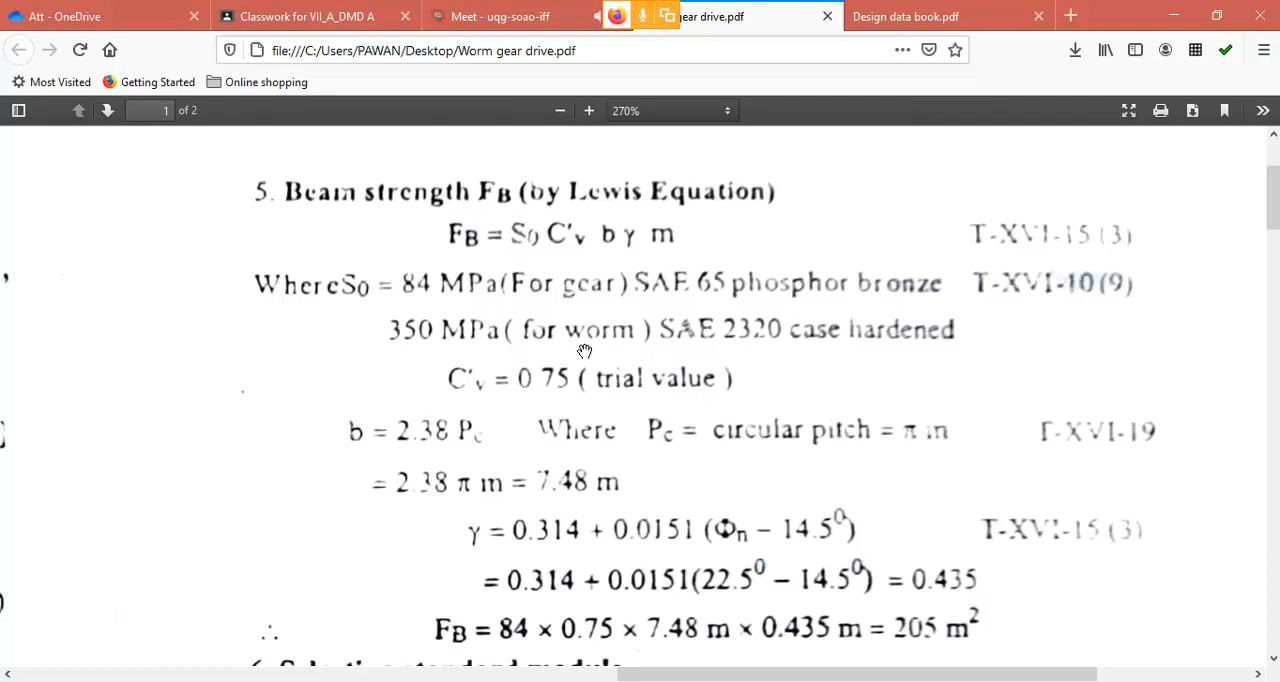 Att - OneDrive
Classwork for VII_A_DMD A
Meet - uqg-soao-iff
gear drive.pdf
Design data book.pdf
file:///C:/Users/PAWAN/Desktop/Worm gear drive.pdf
Most Visited
Getting Started
Online shopping
1 of 2
270%
5. Beam strength FB (by Lewis Equation)
FB = S0 C'v b γ m T-XVI-15 (3)
WhereS0 = 84 MPa(For gear) SAE 65 phosphor bronze T-XVI-10(9)
350 MPa( for worm ) SAE 2320 case hardened
C'v = 0 75 ( trial value )
b = 2.38 Pc Where Pc = circular pitch = π m T-XVI-19
= 2.38 π m = 7.48 m
γ = 0.314 + 0.0151 (Φn − 14.5⁰) T-XVI-15 (3)
= 0.314 + 0.0151(22.5⁰ − 14.5⁰) = 0.435
∴ FB = 84 × 0.75 × 7.48 m × 0.435 m = 205 m²